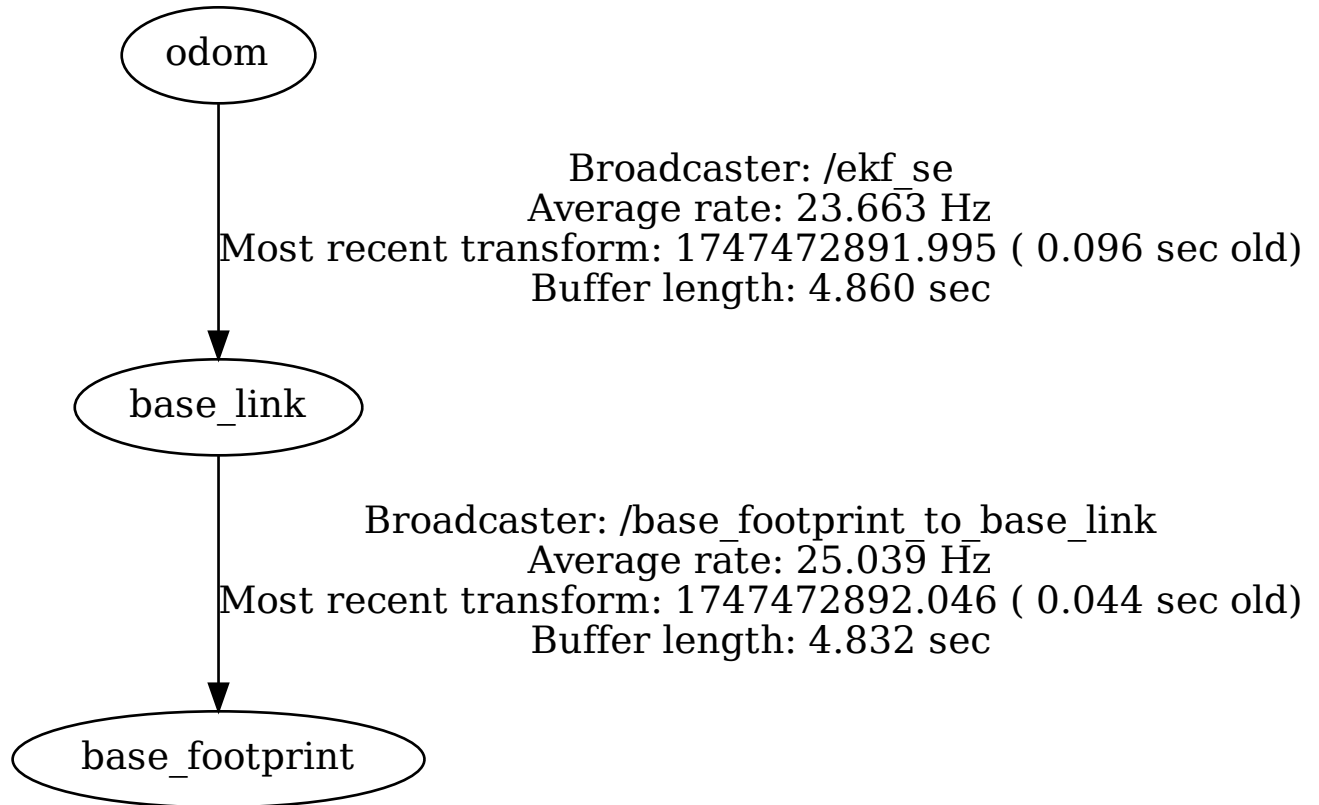 odom
Broadcaster: /ekf_se
Average rate: 23.663 Hz
Most recent transform: 1747472891.995 ( 0.096 sec old)
Buffer length: 4.860 sec
base_link
Broadcaster: /base_footprint_to_base_link
Average rate: 25.039 Hz
Most recent transform: 1747472892.046 ( 0.044 sec old)
Buffer length: 4.832 sec
base_footprint